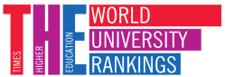 THE
TIMES
HIGHER
EDUCATION
WORLD
UNIVERSITY
RANKINGS